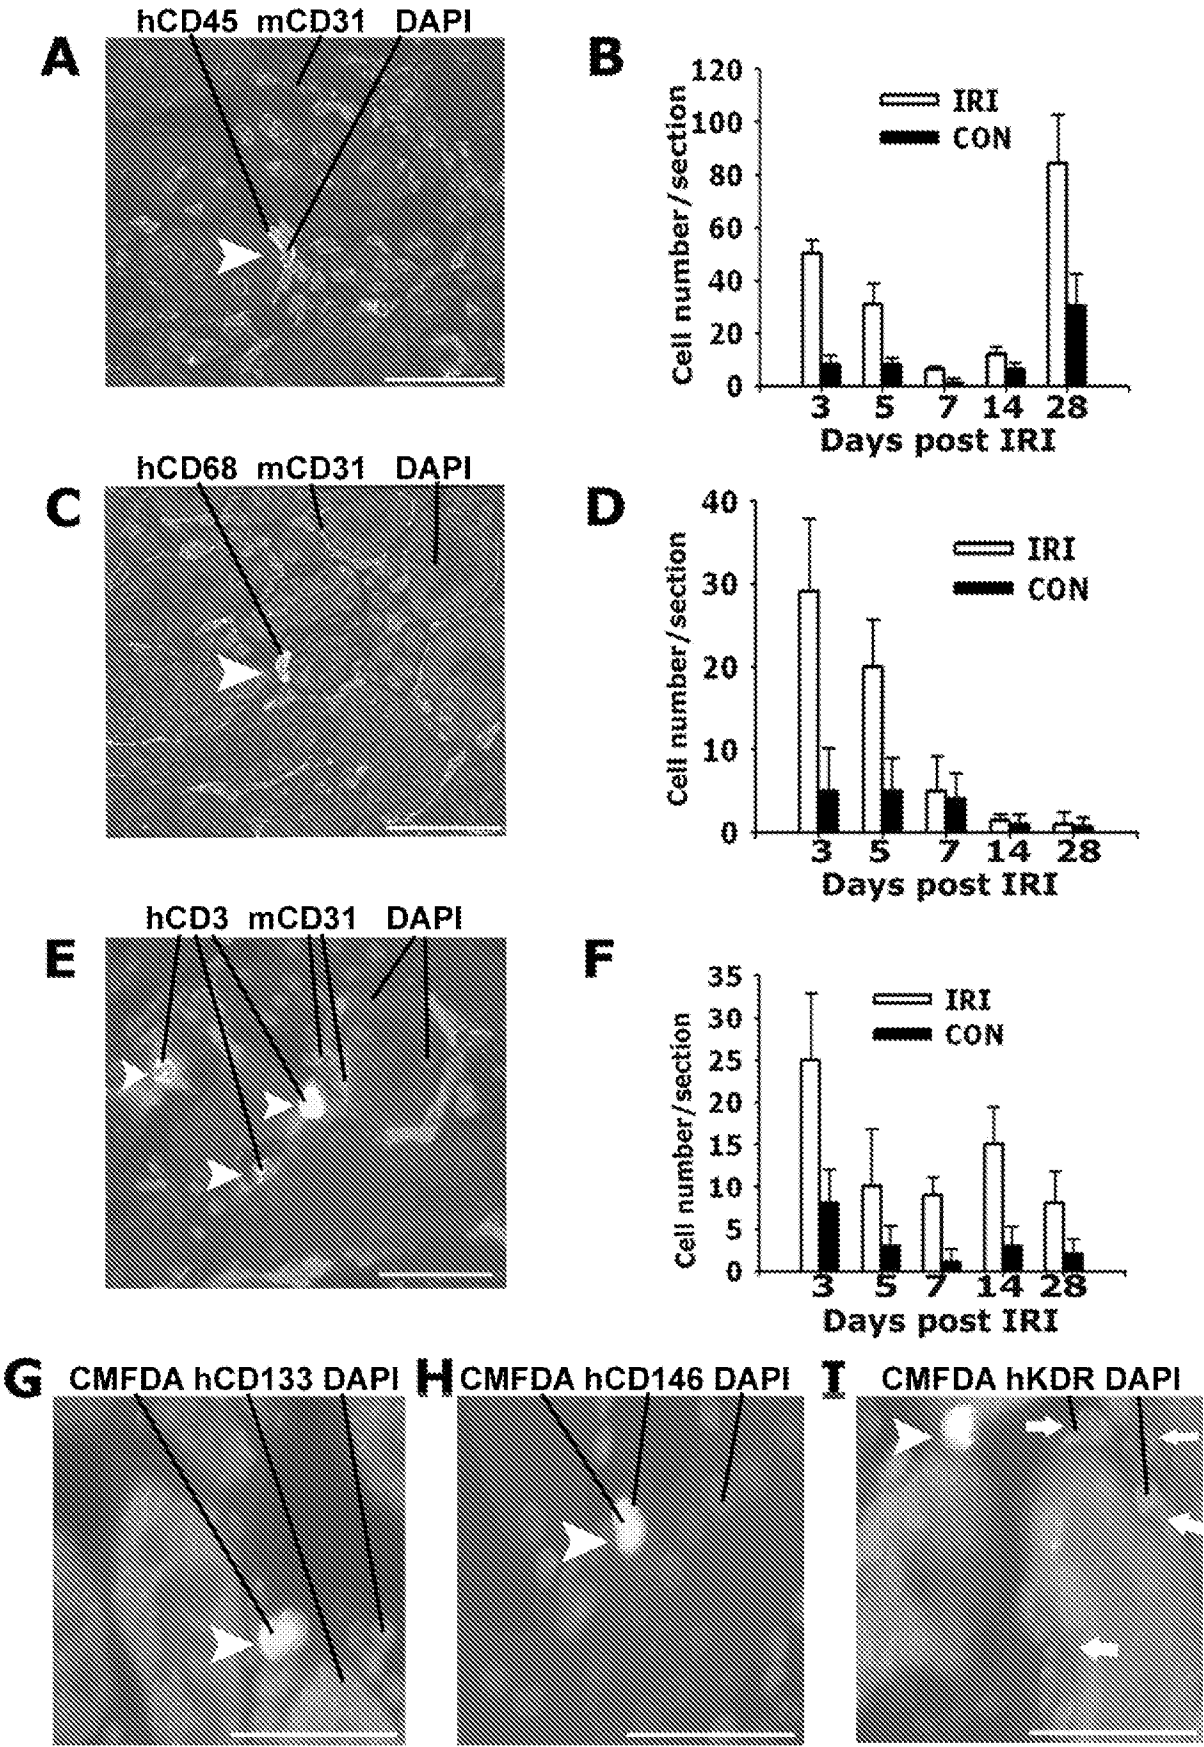 A
hCD45 mCD31 DAPI
B
120
100
80
60
40
20
0
Cell number/section
IRI
CON
3 5 7 14 28
Days post IRI
C
hCD68 mCD31 DAPI
D
40
30
20
10
0
Cell number/section
IRI
CON
3 5 7 14 28
Days post IRI
E
hCD3 mCD31 DAPI
F
35
30
25
20
15
10
5
0
Cell number/section
IRI
CON
3 5 7 14 28
Days post IRI
G
CMFDA hCD133 DAPI
H
CMFDA hCD146 DAPI
I
CMFDA hKDR DAPI